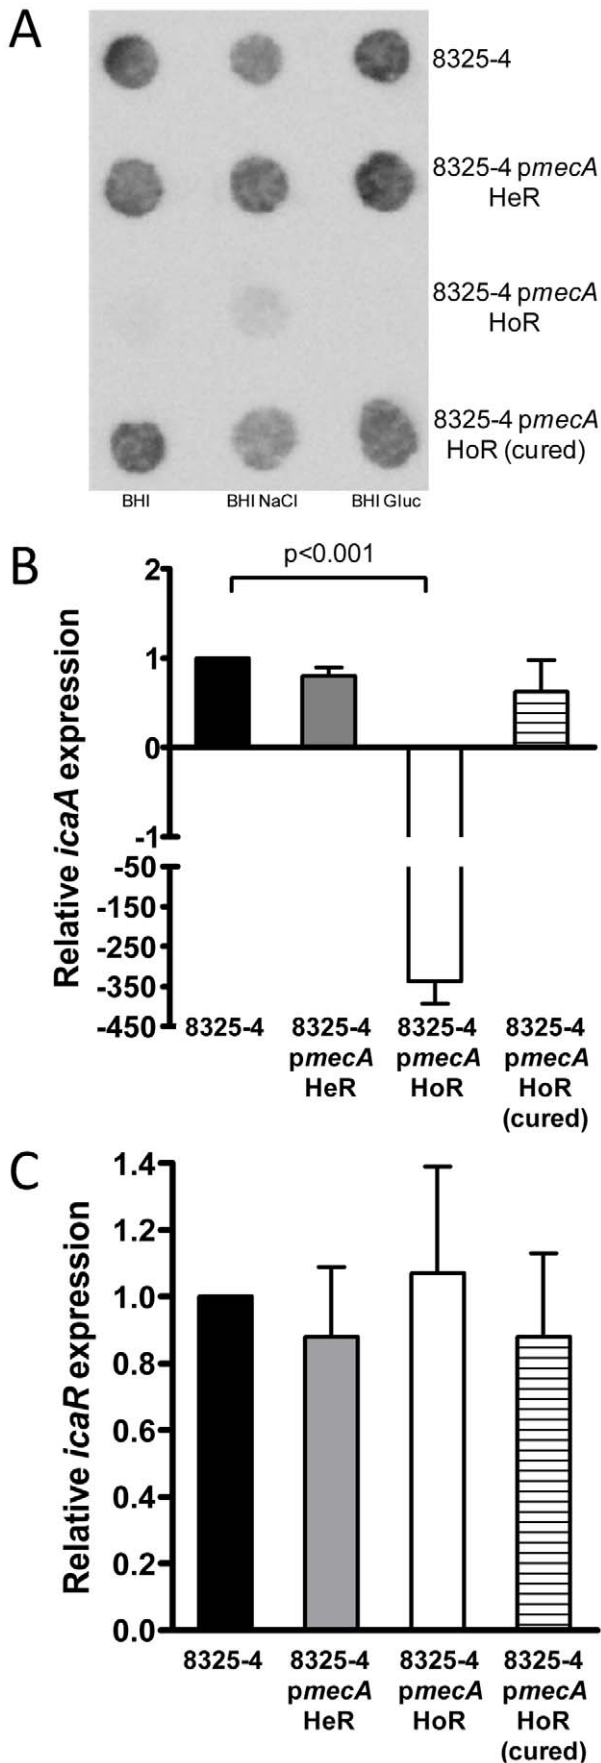 A
8325-4
8325-4 pmecA
HeR
8325-4 pmecA
HoR
8325-4 pmecA
HoR (cured)
BHI
BHI NaCl
BHI Gluc
B
p<0.001
Relative icaA expression
2
1
0
-1
-50
-150
-250
-350
-450
8325-4
8325-4
pmecA
HeR
8325-4
pmecA
HoR
8325-4
pmecA
HoR
(cured)
C
Relative icaR expression
1.4
1.2
1.0
0.8
0.6
0.4
0.2
0.0
8325-4
8325-4
pmecA
HeR
8325-4
pmecA
HoR
8325-4
pmecA
HoR
(cured)